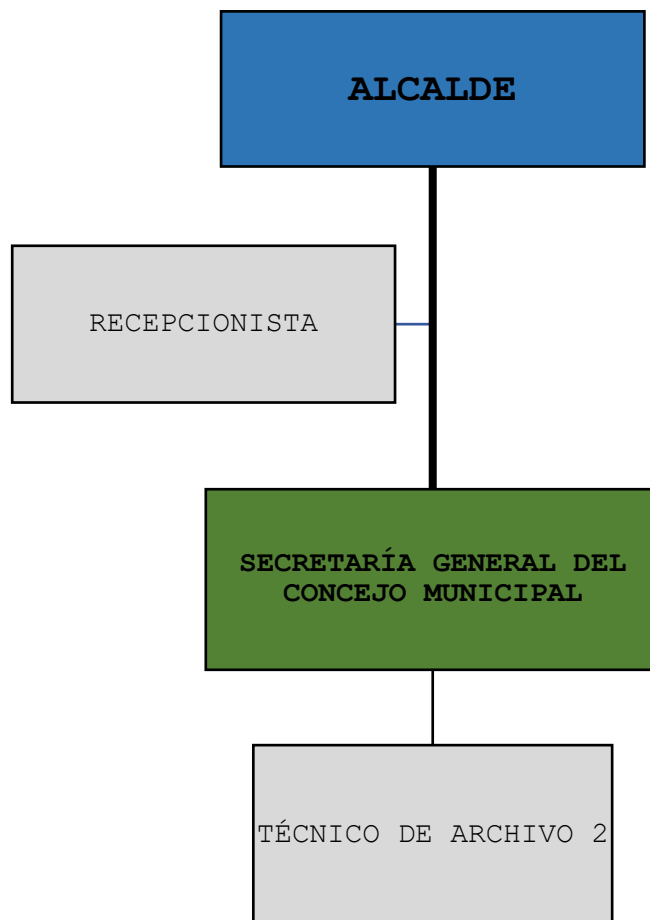 ALCALDE
RECEPCIONISTA
SECRETARÍA GENERAL DEL
CONCEJO MUNICIPAL
TÉCNICO DE ARCHIVO 2